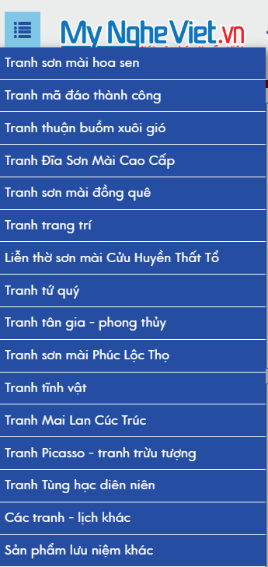 My NgheViet.vn
Tranh sơn mài hoa sen
Tranh mã đáo thành công
Tranh thuận buồm xuôi gió
Tranh Đĩa Sơn Mài Cao Cấp
Tranh sơn mài đồng quê
Tranh trang trí
Liễn thờ sơn mài Cửu Huyền Thất Tổ
Tranh tứ quý
Tranh tân gia - phong thủy
Tranh sơn mài Phúc Lộc Thọ
Tranh tĩnh vật
Tranh Mai Lan Cúc Trúc
Tranh Picasso - tranh trừu tượng
Tranh Tùng hạc diên niên
Các tranh - lịch khác
Sản phẩm lưu niệm khác